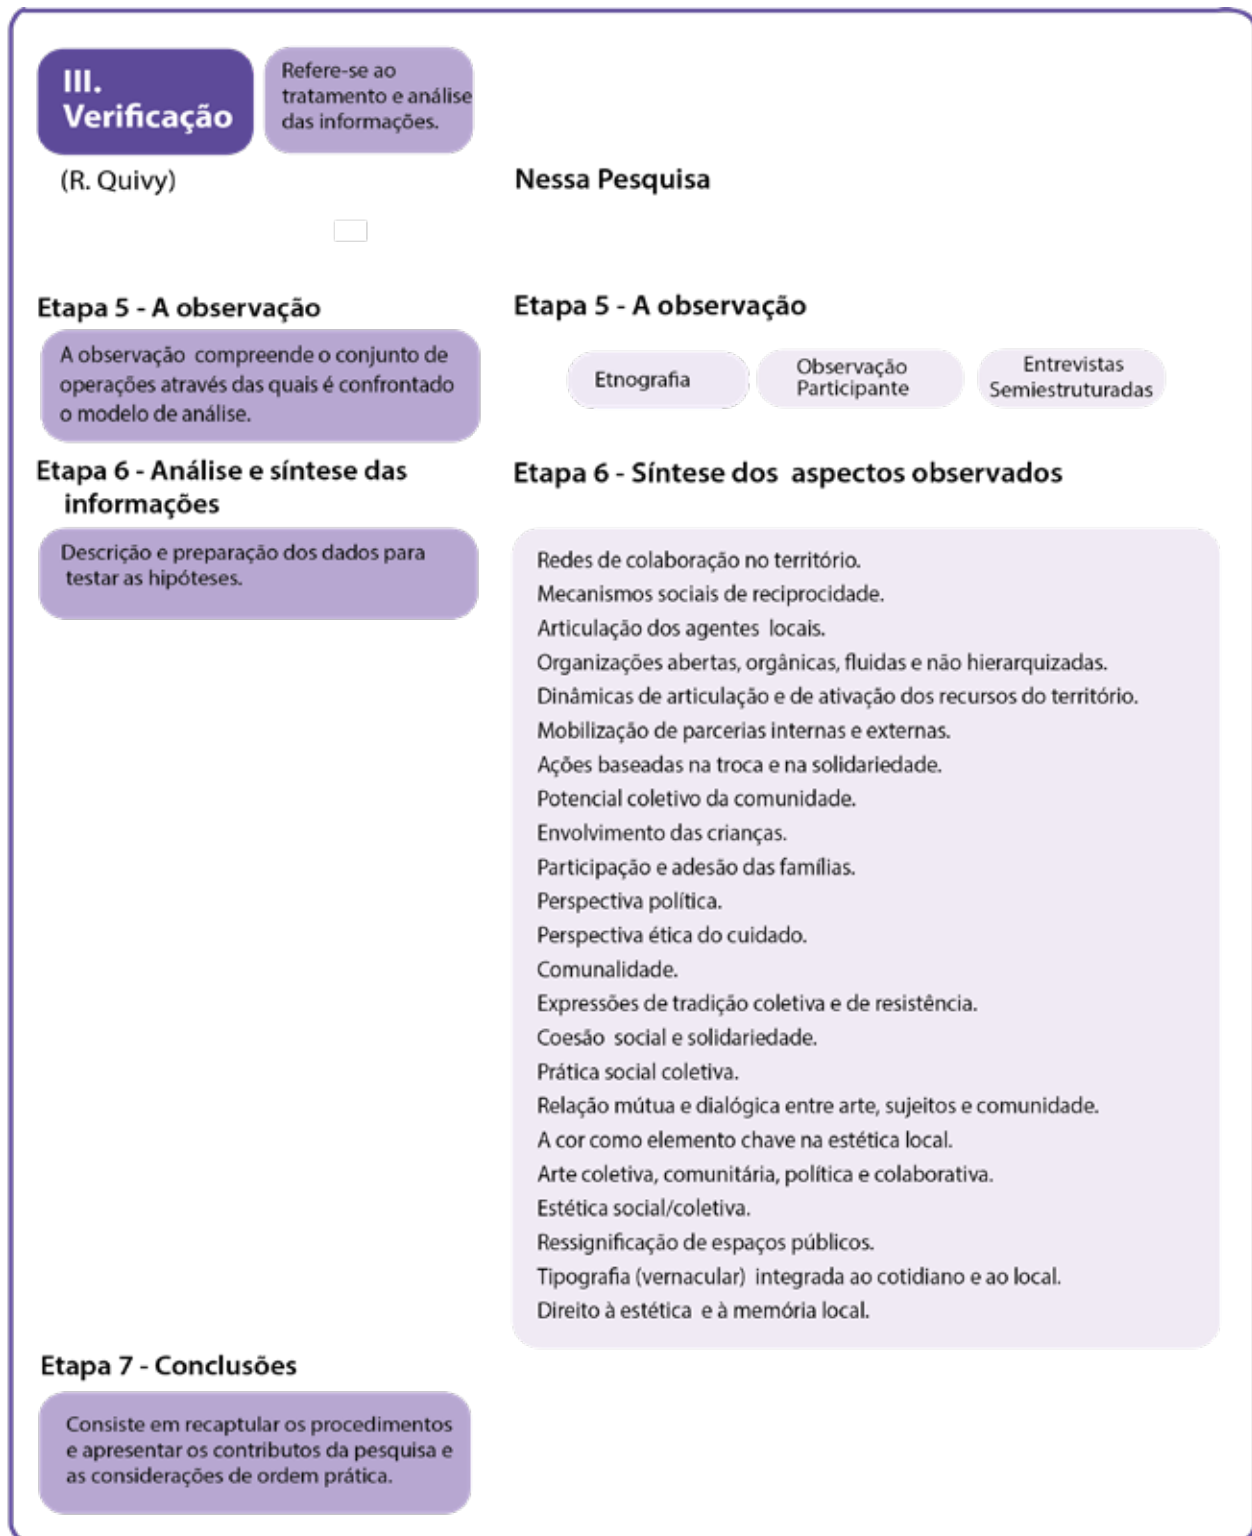 III.
Verificação
Refere-se ao
tratamento e análise
das informações.
(R. Quivy)
Nessa Pesquisa
Etapa 5 - A observação
A observação compreende o conjunto de
operações através das quais é confrontado
o modelo de análise.
Etapa 5 - A observação
Etnografia
Observação
Participante
Entrevistas
Semiestruturadas
Etapa 6 - Análise e síntese das
informações
Descrição e preparação dos dados para
testar as hipóteses.
Etapa 6 - Síntese dos aspectos observados
Redes de colaboração no território.
Mecanismos sociais de reciprocidade.
Articulação dos agentes locais.
Organizações abertas, orgânicas, fluidas e não hierarquizadas.
Dinâmicas de articulação e de ativação dos recursos do território.
Mobilização de parcerias internas e externas.
Ações baseadas na troca e na solidariedade.
Potencial coletivo da comunidade.
Envolvimento das crianças.
Participação e adesão das famílias.
Perspectiva política.
Perspectiva ética do cuidado.
Comunalidade.
Expressões de tradição coletiva e de resistência.
Coesão social e solidariedade.
Prática social coletiva.
Relação mútua e dialógica entre arte, sujeitos e comunidade.
A cor como elemento chave na estética local.
Arte coletiva, comunitária, política e colaborativa.
Estética social/coletiva.
Ressignificação de espaços públicos.
Tipografia (vernacular) integrada ao cotidiano e ao local.
Direito à estética e à memória local.
Etapa 7 - Conclusões
Consiste em recaptular os procedimentos
e apresentar os contributos da pesquisa e
as considerações de ordem prática.